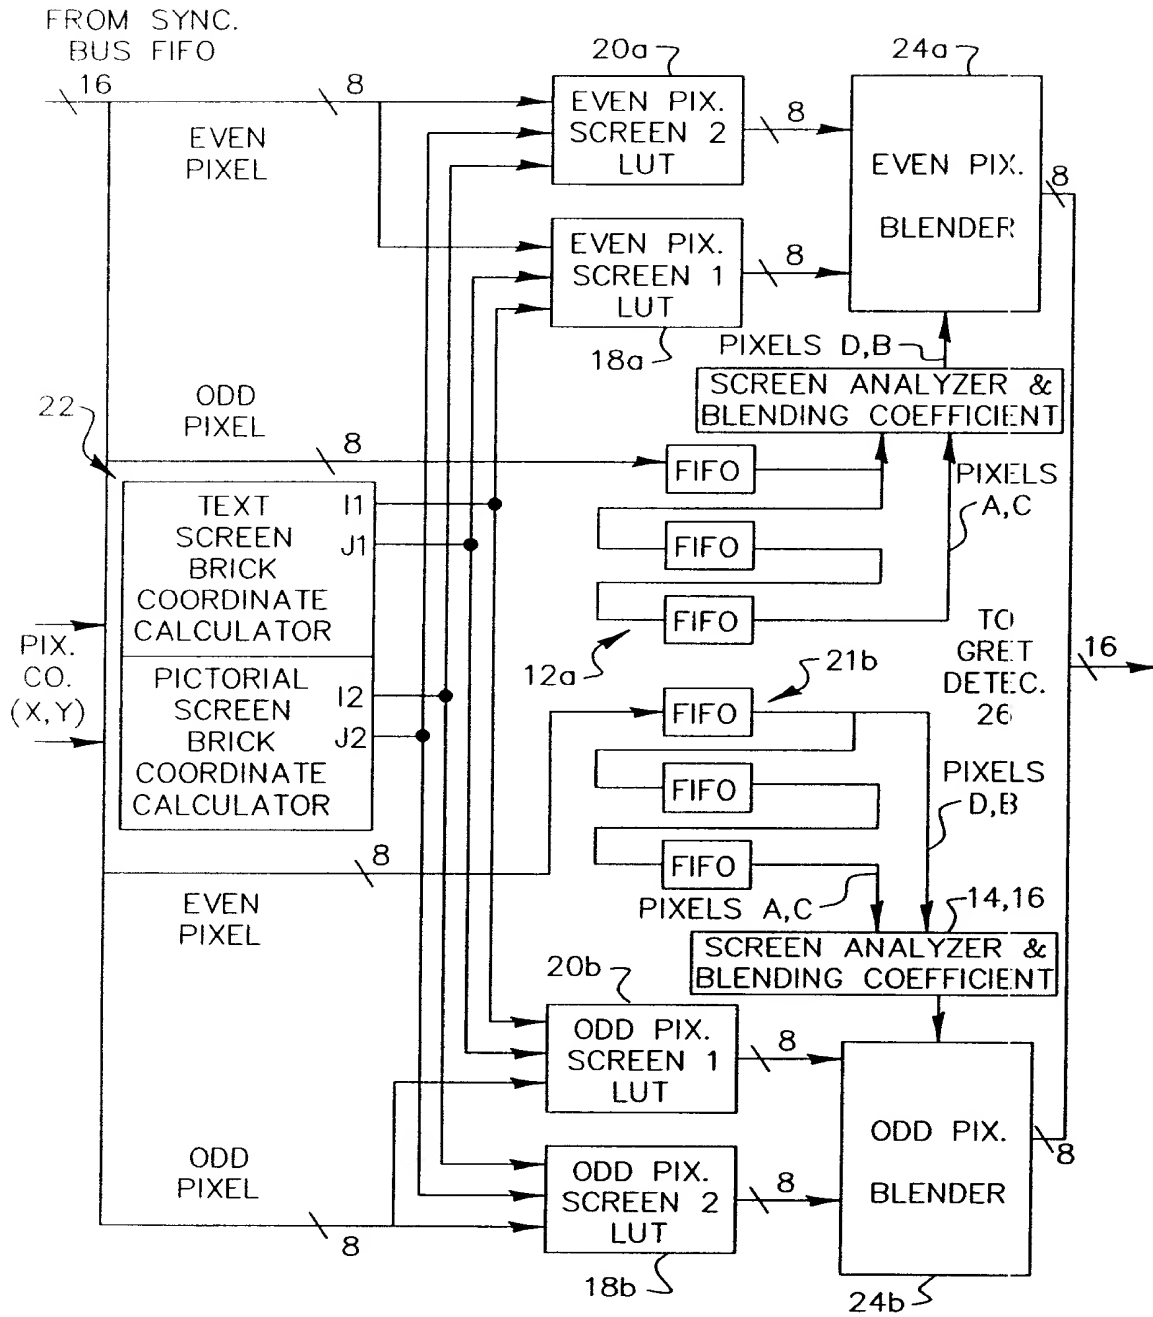 FROM SYNC.
BUS FIFO
16
8
EVEN
PIXEL
20a
EVEN PIX.
SCREEN 2
LUT
8
24a
EVEN PIX.
BLENDER
8
EVEN PIX.
SCREEN 1
LUT
8
18a
PIXELS D,B
SCREEN ANALYZER &
BLENDING COEFFICIENT
ODD
PIXEL
8
22
FIFO
PIXELS
A,C
FIFO
FIFO
12a
TEXT
SCREEN
BRICK
COORDINATE
CALCULATOR
I1
J1
PIX.
CO.
(X,Y)
PICTORIAL
SCREEN
BRICK
COORDINATE
CALCULATOR
I2
J2
TO
GRET
DETEC.
26
16
21b
FIFO
FIFO
FIFO
PIXELS
D,B
8
EVEN
PIXEL
PIXELS A,C
14,16
SCREEN ANALYZER &
BLENDING COEFFICIENT
20b
ODD PIX.
SCREEN 1
LUT
8
ODD PIX.
BLENDER
8
ODD
PIXEL
8
ODD PIX.
SCREEN 2
LUT
8
18b
24b